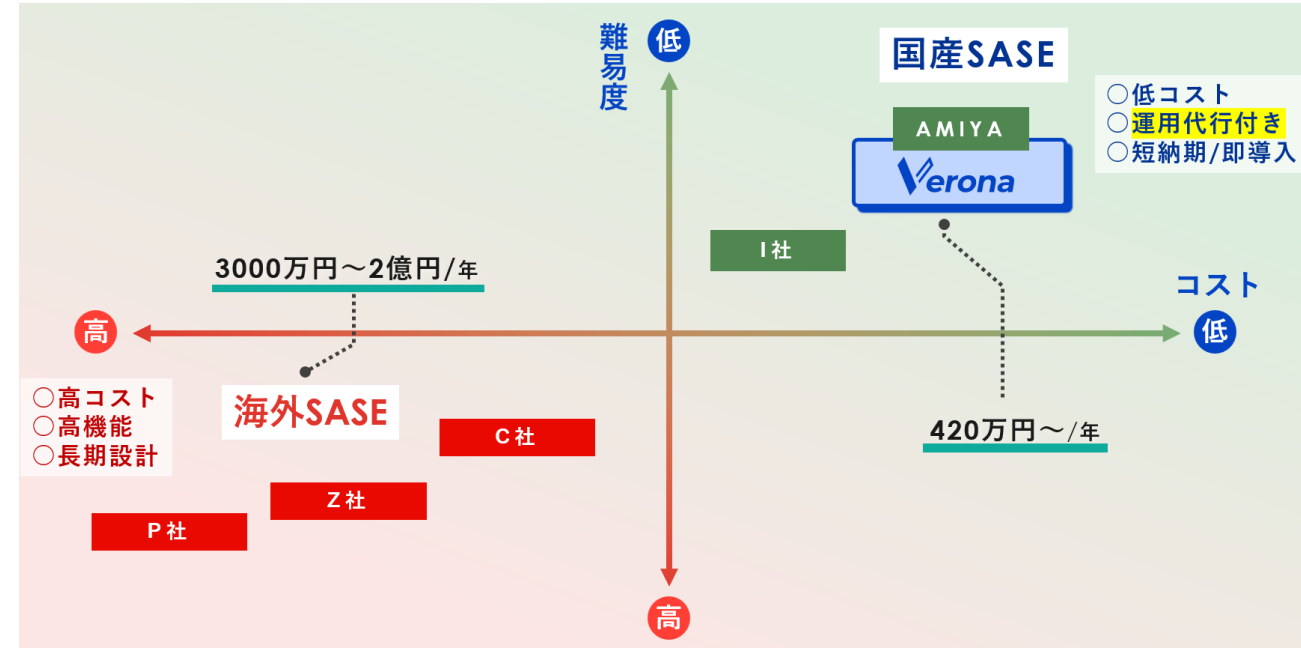 難易度
低
国産SASE
AMIYA
Verona
○低コスト
○運用代行付き
○短納期/即導入
I社
3000万円～2億円/年
コスト
高
低
○高コスト
○高機能
○長期設計
海外SASE
C社
420万円～/年
Z社
P社
高